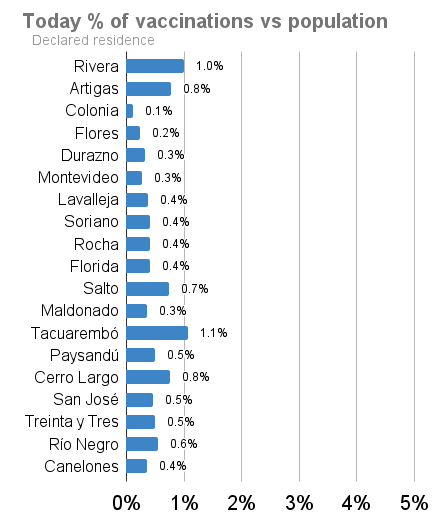 Today % of vaccinations vs population
Declared residence
Rivera 1.0%
Artigas 0.8%
Colonia 0.1%
Flores 0.2%
Durazno 0.3%
Montevideo 0.3%
Lavalleja 0.4%
Soriano 0.4%
Rocha 0.4%
Florida 0.4%
Salto 0.7%
Maldonado 0.3%
Tacuarembó 1.1%
Paysandú 0.5%
Cerro Largo 0.8%
San José 0.5%
Treinta y Tres 0.5%
Río Negro 0.6%
Canelones 0.4%
0% 1% 2% 3% 4% 5%